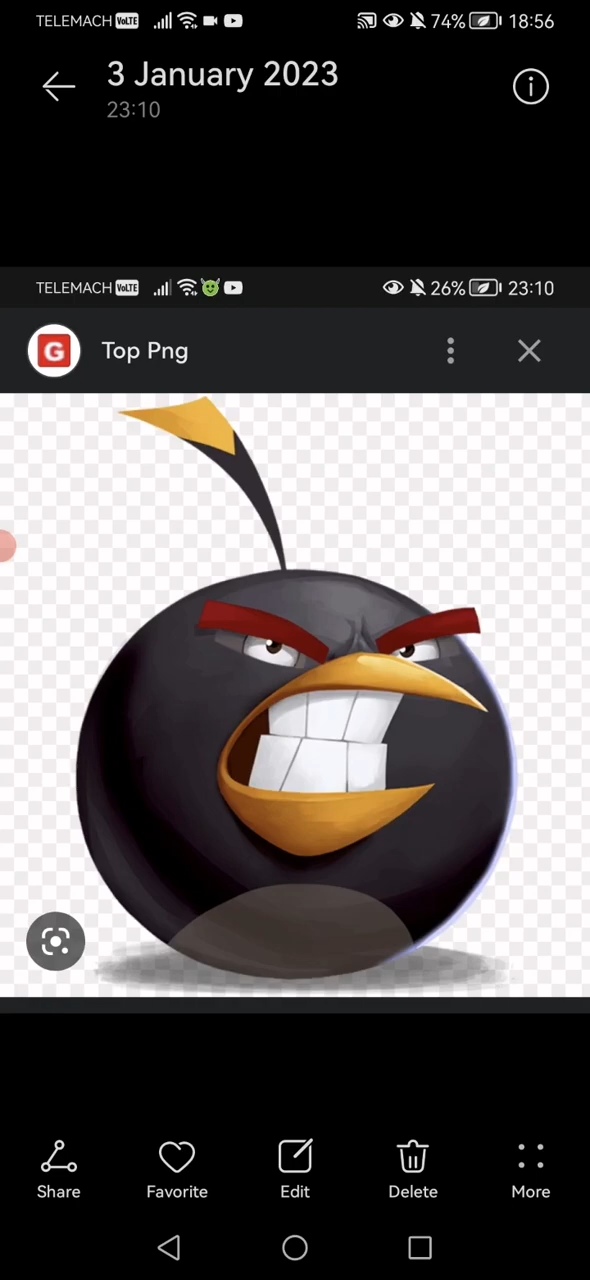 TELEMACH VoLTE 74% 18:56
3 January 2023
23:10
TELEMACH VoLTE 26% 23:10
G Top Png
Share Favorite Edit Delete More